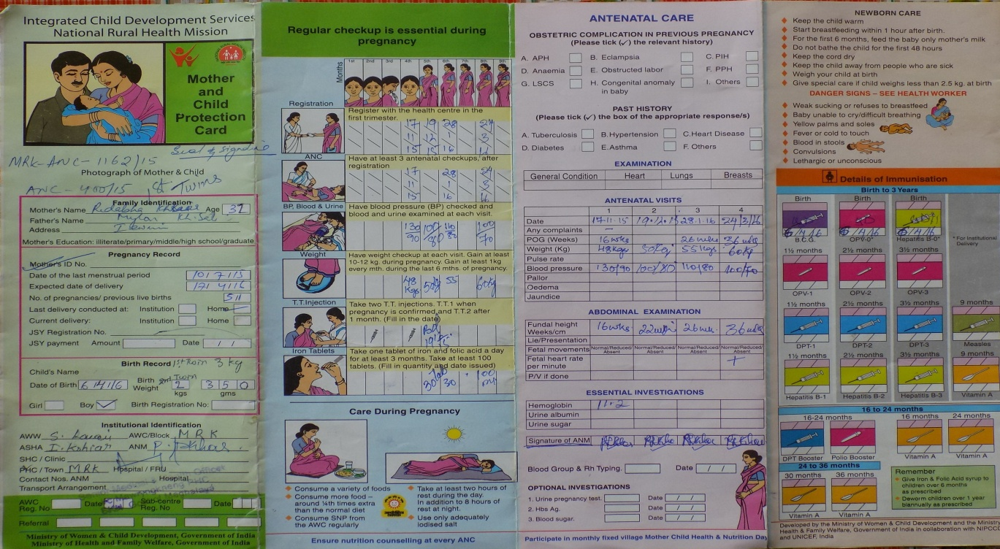 Integrated Child Development Services
National Rural Health Mission
Mother
and
Child
Protection
Card
MRK-ANC-1162/15
Seal & signature
Photograph of Mother & Child
ANC-400/15 1st Twins
Family Identification
Mother's Name Age
Father's Name
Address
Mother's Education: illiterate/primary/middle/high school/graduate
Pregnancy Record
Mother's ID No.
Date of the last menstrual period 10/7/15
Expected date of delivery 17/4/16
No. of pregnancies/ previous live births
Last delivery conducted at: Institution Home
Current delivery: Institution Home
JSY Registration No.
JSY payment Amount Date / /
Birth Record 1st Twin 3 kg
Child's Name
2nd Twin
Date of Birth 6/4/16 Birth Weight 2 kgs 350 gms
Girl Boy Birth Registration No:
Institutional Identification
AWW AWC/Block MRK
ASHA ANM
SHC / Clinic
PHC / Town MRK Hospital / FRU
Contact Nos. ANM Hospital
Transport Arrangement
AWC Reg. No Date Sub-centre Reg. No Date
Referral
Ministry of Women & Child Development, Government of India
Ministry of Health and Family Welfare, Government of India
Regular checkup is essential during
pregnancy
Months 1st 2nd 3rd 4th 5th 6th 7th 8th 9th
Registration
Register with the health centre in the
first trimester.
17 19 28 24
11 12 1 3
15 15 16 16
ANC
Have at least 3 antenatal checkups, after
registration
17 28 24
11 1 3
15 16 16
BP, Blood & Urine
Have blood pressure (BP) checked and
blood and urine examined at each visit.
130 100 110 100
90 80 80 70
Weight
Have weight checkup at each visit. Gain at least
10-12 kg. during pregnancy. Gain at least 1kg
every mth. during the last 6 mths. of pregnancy.
48 kgs 50kg 55 60kg
T.T.Injection
Take two T.T. injections. T.T.1 when
pregnancy is confirmed and T.T.2 after
1 month. (Fill in the date)
Iron Tablets
Take one tablet of iron and folic acid a day
for at least 3 months. Take at least 100
tablets. (Fill in quantity and date issued)
30 30 100
Care During Pregnancy
Consume a variety of foods
Consume more food –
around ¼th times extra
than the normal diet
Consume SNP from
the AWC regularly
Take at least two hours of
rest during the day.
In addition to 8 hours of
rest at night.
Use only adequately
iodised salt
Ensure nutrition counselling at every ANC
ANTENATAL CARE
OBSTETRIC COMPLICATION IN PREVIOUS PREGNANCY
(Please tick (✓) the relevant history)
A. APH B. Eclampsia C. PIH
D. Anaemia E. Obstructed labor F. PPH
G. LSCS H. Congenital anomaly in baby I. Others
PAST HISTORY
(Please tick (✓) the box of the appropriate response/s)
A. Tuberculosis B.Hypertension C.Heart Disease
D. Diabetes E.Asthma F. Others
EXAMINATION
General Condition Heart Lungs Breasts
ANTENATAL VISITS
1 2 3 4
Date 17.11.15 19.12.15 28.1.16 24/3/16
Any complaints –
POG (Weeks) 16wks 26wks 36wks
Weight (Kg) 48kgs 50kg 55kgs 60kg
Pulse rate
Blood pressure 130/90 100/80 110/80 100/70
Pallor
Oedema
Jaundice
ABDOMINAL EXAMINATION
Fundal height Weeks/cm 16wks 22wks 26wks 36wks
Lie/Presentation
Fetal movements Normal/Reduced/Absent Normal/Reduced/Absent Normal/Reduced/Absent Normal/Reduced/Absent
Fetal heart rate per minute +
P/V if done
ESSENTIAL INVESTIGATIONS
Hemoglobin 11.2
Urine albumin
Urine sugar
Signature of ANM
Blood Group & Rh Typing. Date / /
OPTIONAL INVESTIGATIONS
1. Urine pregnancy test. Date / /
2. Hbs Ag. Date / /
3. Blood sugar. Date / /
Participate in monthly fixed village Mother Child Health & Nutrition Day
NEWBORN CARE
Keep the child warm
Start breastfeeding within 1 hour after birth.
For the first 6 months, feed the baby only mother's milk
Do not bathe the child for the first 48 hours
Keep the cord dry
Keep the child away from people who are sick
Weigh your child at birth
Give special care if child weighs less than 2.5 kg. at birth
DANGER SIGNS – SEE HEALTH WORKER
Weak sucking or refuses to breastfeed
Baby unable to cry/difficult breathing
Yellow palms and soles
Fever or cold to touch
Blood in stools
Convulsions
Lethargic or unconscious
Details of Immunisation
Birth to 3 Years
Birth Birth Birth
6/4/16 6/4/16 6/4/16
B.C.G. OPV-0* Hepatitis B-0* * For Institutional Delivery
1½ months 2½ months 3½ months
OPV-1 OPV-2 OPV-3
1½ months 2½ months 3½ months 9 months
DPT-1 DPT-2 DPT-3 Measles
1½ months 2½ months 3½ months 9 months
Hepatitis B-1 Hepatitis B-2 Hepatitis B-3 Vitamin A
16 to 24 months
16-24 months 16 months 24 months
DPT Booster Polio Booster Vitamin A Vitamin A
24 to 36 months
30 months 36 months
Vitamin A Vitamin A
Remember
Give Iron & Folic Acid syrup to
children over 6 months
as prescribed
Deworm children over 1 year
biannually as prescribed
Developed by the Ministry of Women & Child Development and the Ministry
Health & Family Welfare, Government of India in collaboration with NIPCCD
and UNICEF, India